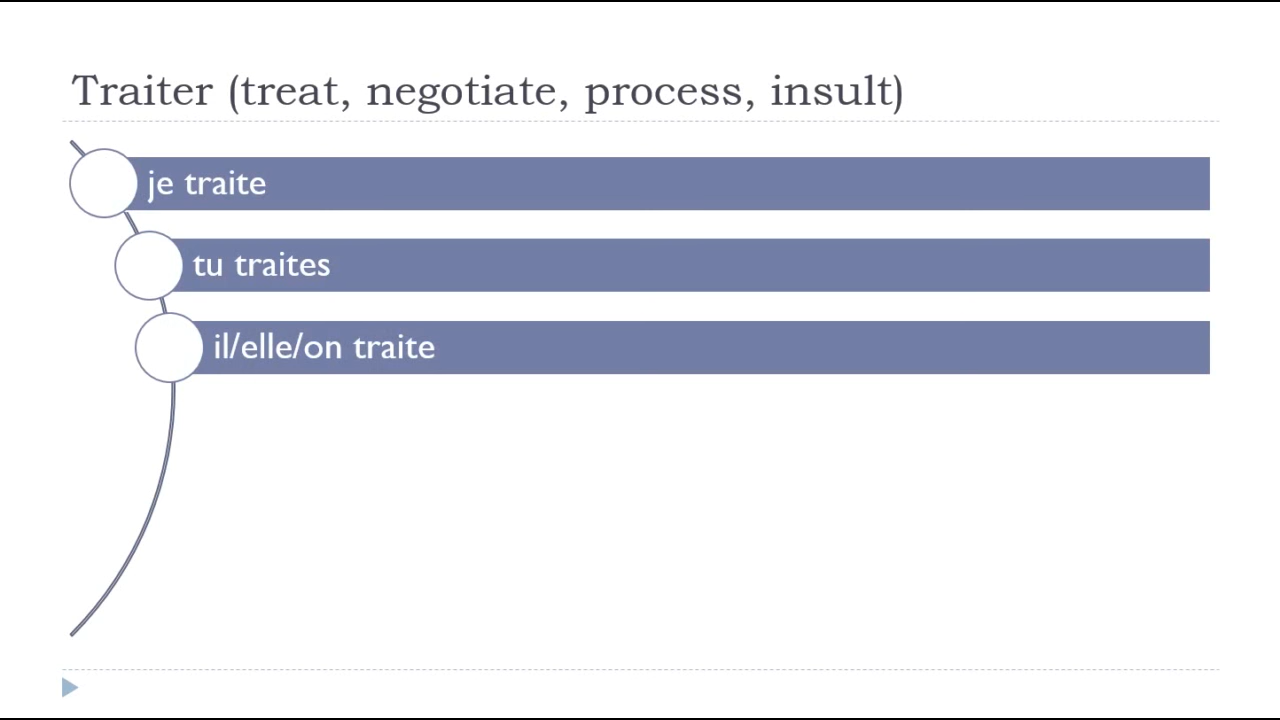 Traiter (treat, negotiate, process, insult)
je traite
tu traites
il/elle/on traite